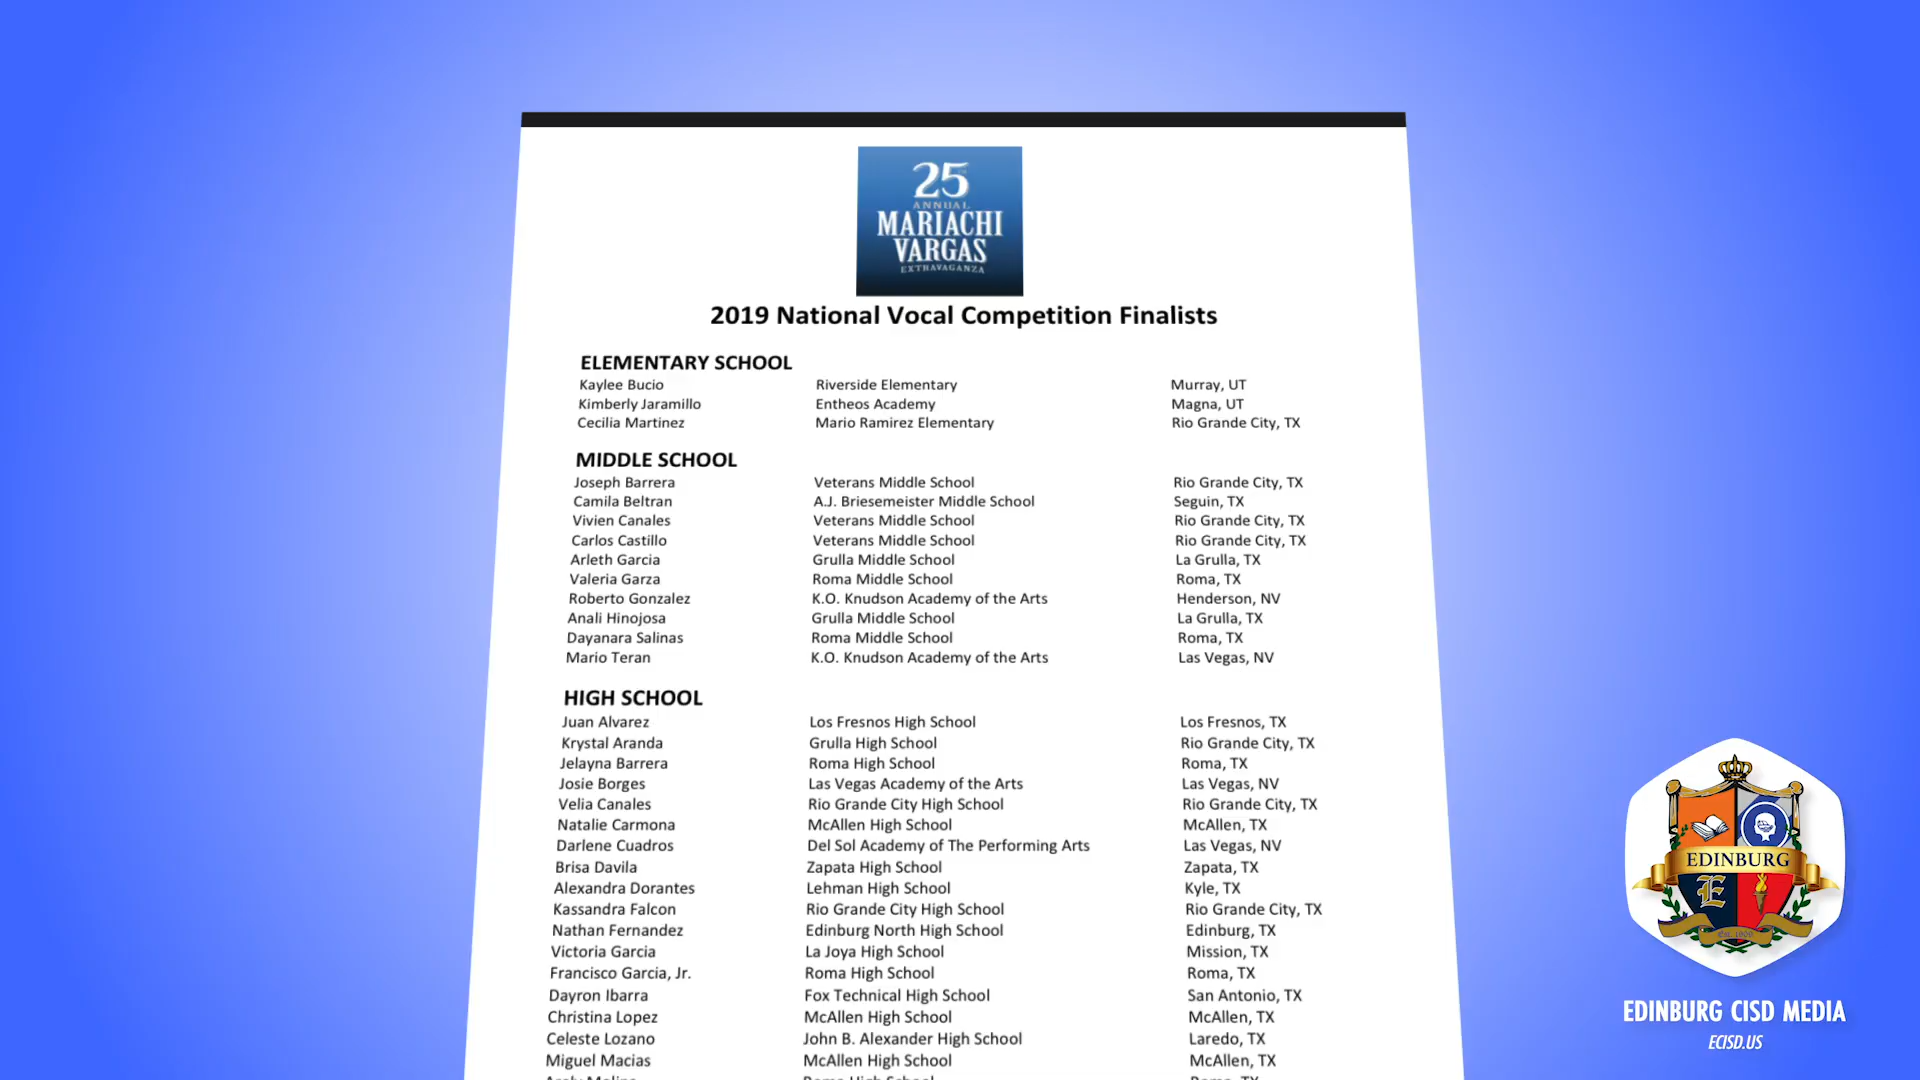 25
ANNUAL
MARIACHI
VARGAS
EXTRAVAGANZA
2019 National Vocal Competition Finalists
ELEMENTARY SCHOOL
Kaylee Bucio Riverside Elementary Murray, UT
Kimberly Jaramillo Entheos Academy Magna, UT
Cecilia Martinez Mario Ramirez Elementary Rio Grande City, TX
MIDDLE SCHOOL
Joseph Barrera Veterans Middle School Rio Grande City, TX
Camila Beltran A.J. Briesemeister Middle School Seguin, TX
Vivien Canales Veterans Middle School Rio Grande City, TX
Carlos Castillo Veterans Middle School Rio Grande City, TX
Arleth Garcia Grulla Middle School La Grulla, TX
Valeria Garza Roma Middle School Roma, TX
Roberto Gonzalez K.O. Knudson Academy of the Arts Henderson, NV
Anali Hinojosa Grulla Middle School La Grulla, TX
Dayanara Salinas Roma Middle School Roma, TX
Mario Teran K.O. Knudson Academy of the Arts Las Vegas, NV
HIGH SCHOOL
Juan Alvarez Los Fresnos High School Los Fresnos, TX
Krystal Aranda Grulla High School Rio Grande City, TX
Jelayna Barrera Roma High School Roma, TX
Josie Borges Las Vegas Academy of the Arts Las Vegas, NV
Velia Canales Rio Grande City High School Rio Grande City, TX
Natalie Carmona McAllen High School McAllen, TX
Darlene Cuadros Del Sol Academy of The Performing Arts Las Vegas, NV
Brisa Davila Zapata High School Zapata, TX
Alexandra Dorantes Lehman High School Kyle, TX
Kassandra Falcon Rio Grande City High School Rio Grande City, TX
Nathan Fernandez Edinburg North High School Edinburg, TX
Victoria Garcia La Joya High School Mission, TX
Francisco Garcia, Jr. Roma High School Roma, TX
Dayron Ibarra Fox Technical High School San Antonio, TX
Christina Lopez McAllen High School McAllen, TX
Celeste Lozano John B. Alexander High School Laredo, TX
Miguel Macias McAllen High School McAllen, TX
EDINBURG
E
EDINBURG CISD MEDIA
ECISD.US